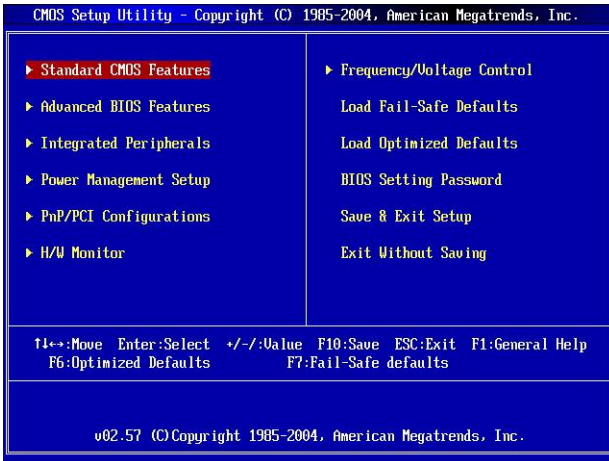 CMOS Setup Utility - Copyright (C) 1985-2004, American Megatrends, Inc.
▶ Standard CMOS Features
▶ Advanced BIOS Features
▶ Integrated Peripherals
▶ Power Management Setup
▶ PnP/PCI Configurations
▶ H/W Monitor
▶ Frequency/Voltage Control
Load Fail-Safe Defaults
Load Optimized Defaults
BIOS Setting Password
Save & Exit Setup
Exit Without Saving
↑↓←→:Move Enter:Select +/-/:Value F10:Save ESC:Exit F1:General Help
F6:Optimized Defaults F7:Fail-Safe defaults
v02.57 (C)Copyright 1985-2004, American Megatrends, Inc.